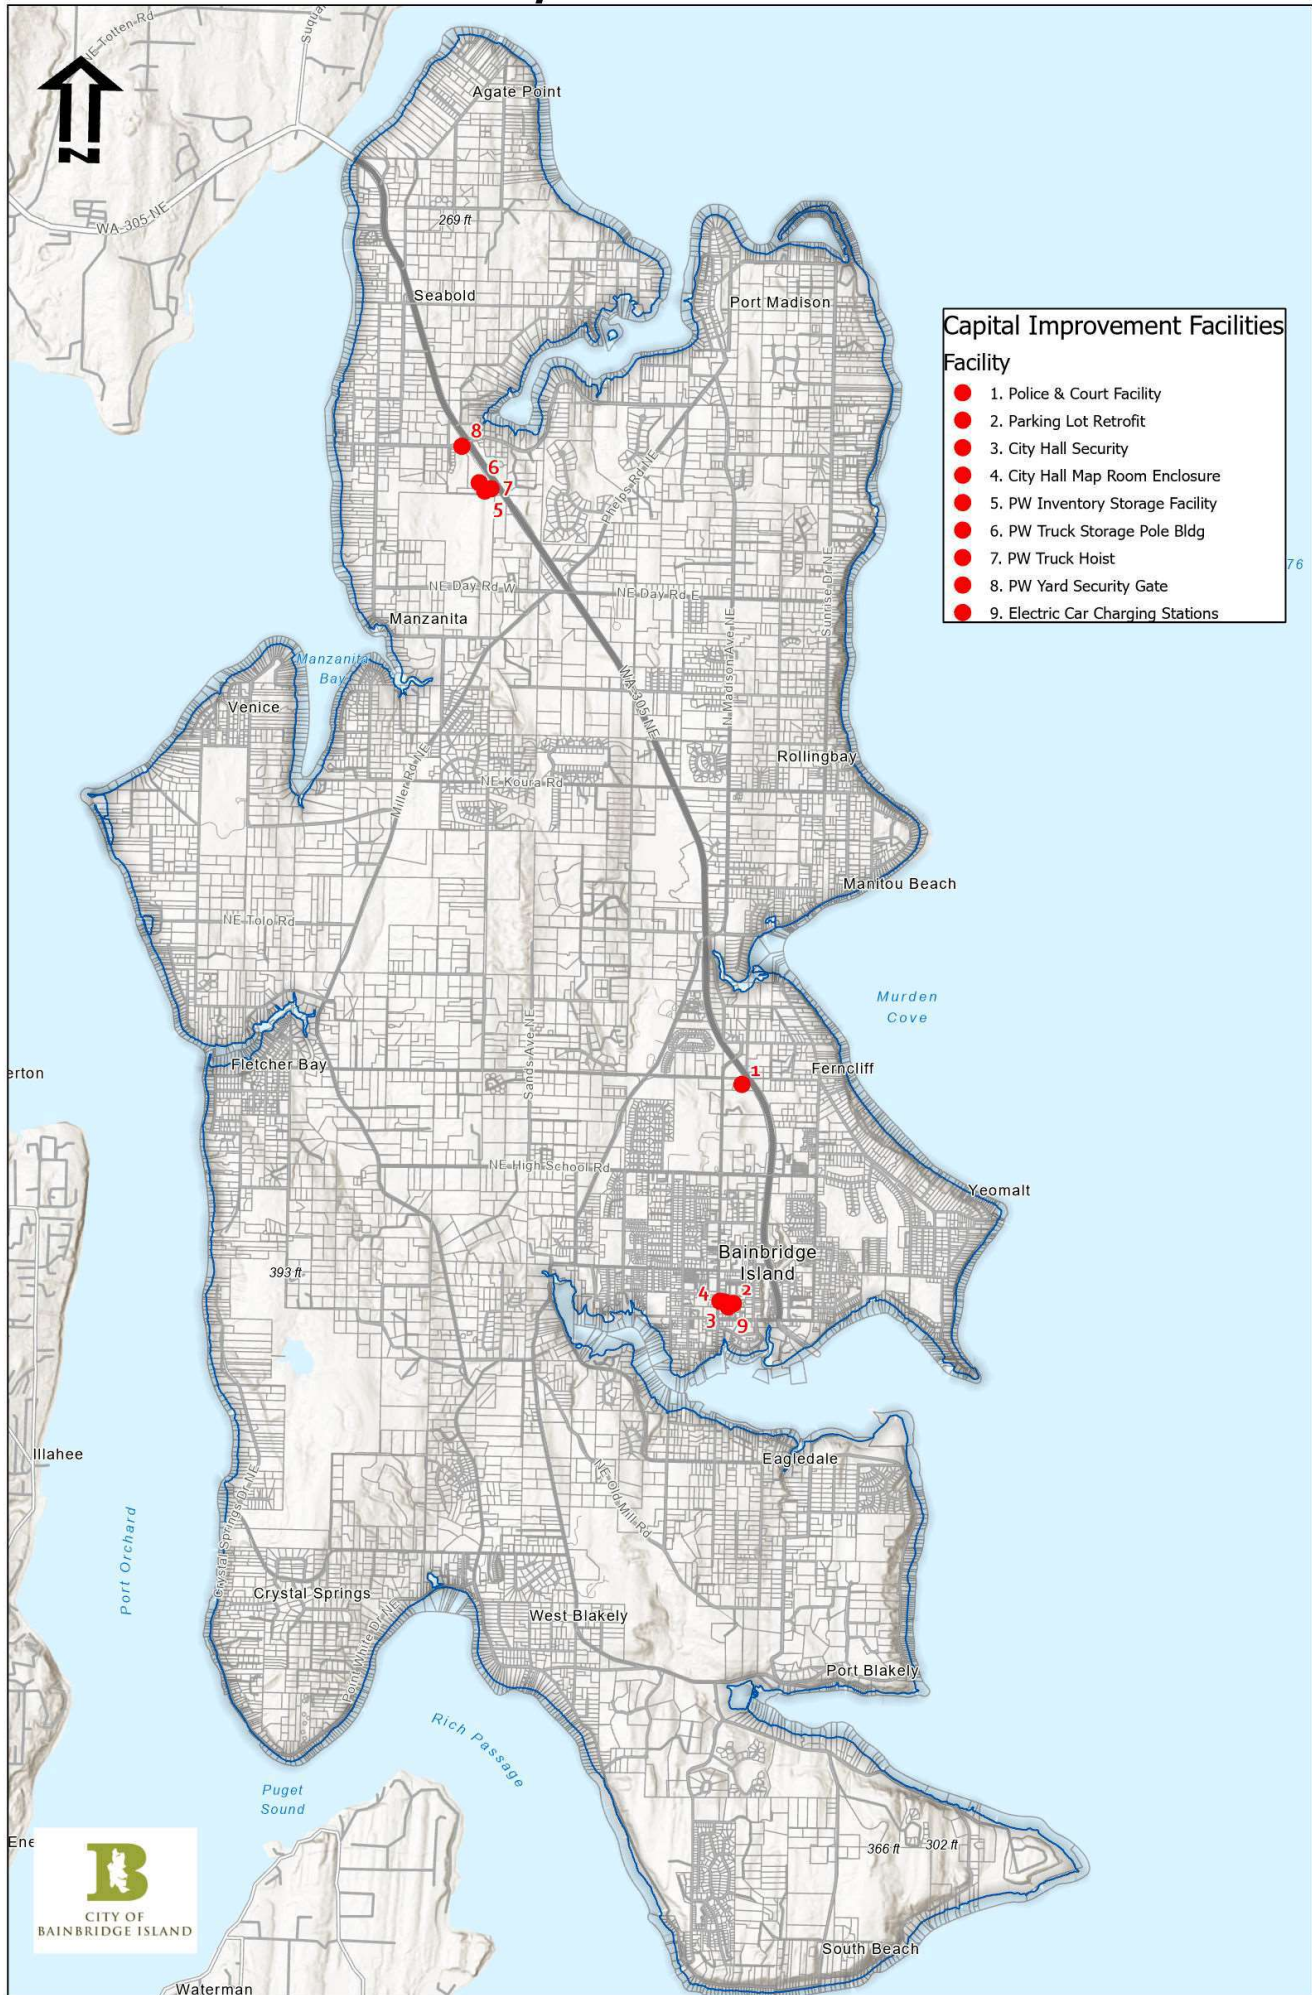 NE Totten Rd
Suqua
Agate Point
N
WA-305 NE
269 ft
Seabold
Port Madison
Capital Improvement Facilities
Facility
1. Police & Court Facility
2. Parking Lot Retrofit
3. City Hall Security
4. City Hall Map Room Enclosure
5. PW Inventory Storage Facility
6. PW Truck Storage Pole Bldg
7. PW Truck Hoist
8. PW Yard Security Gate
9. Electric Car Charging Stations
8
6
7
5
Phelps Rd NE
76
NE Day Rd W
NE Day Rd E
Sunrise Dr NE
Manzanita
N Madison Ave NE
Manzanita
Bay
WA-305 NE
Venice
Rollingbay
Miller Rd NE
NE Koura Rd
Manitou Beach
NE Tolo Rd
Murden
Cove
Sands Ave NE
Fletcher Bay
Ferncliff
erton
1
NE High School Rd
Yeomalt
Bainbridge
Island
393 ft
4
2
3
9
Illahee
Eagledale
NE Old Mill Rd
Crystal Springs Dr NE
Port Orchard
Crystal Springs
West Blakely
Point White Dr NE
Port Blakely
Rich Passage
Puget
Sound
Ene
366 ft
302 ft
B
CITY OF
BAINBRIDGE ISLAND
South Beach
Waterman